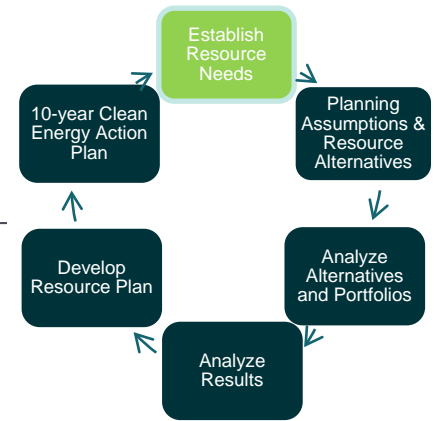 Establish
Resource
Needs
Planning
Assumptions &
Resource
Alternatives
Analyze
Alternatives
and Portfolios
Analyze
Results
Develop
Resource Plan
10-year Clean
Energy Action
Plan